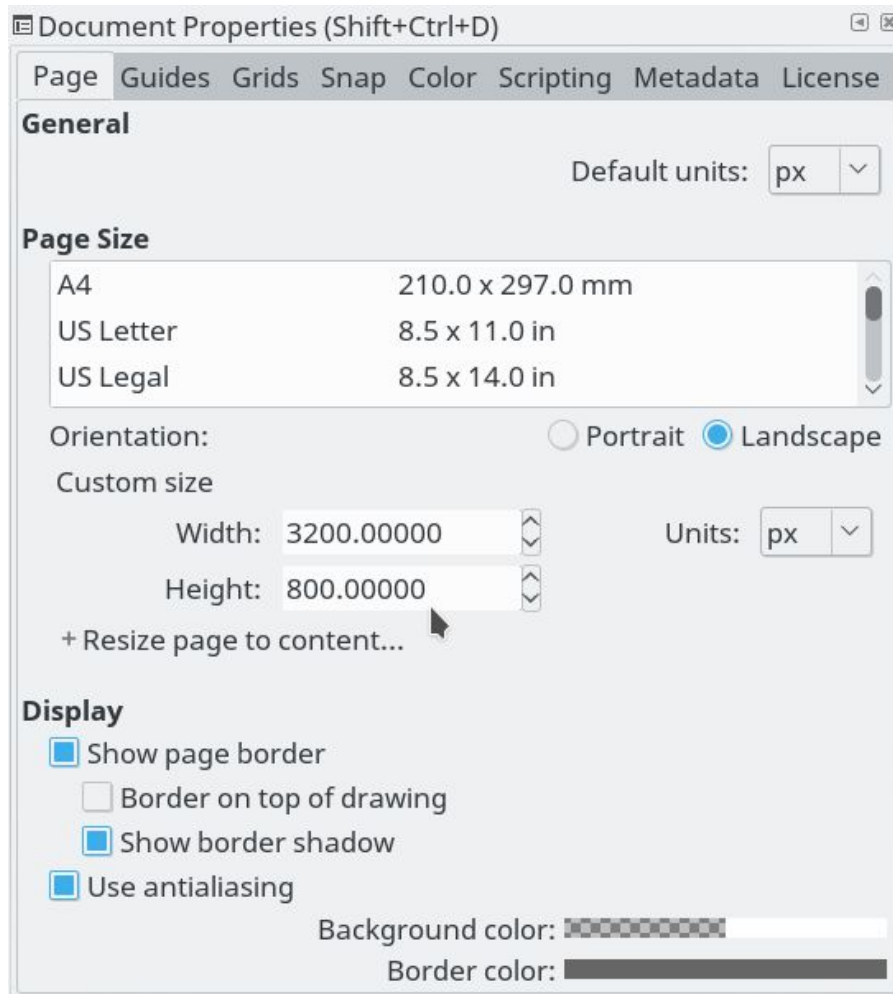 Document Properties (Shift+Ctrl+D)
Page Guides Grids Snap Color Scripting Metadata License
General
Default units: px
Page Size
A4 210.0 x 297.0 mm
US Letter 8.5 x 11.0 in
US Legal 8.5 x 14.0 in
Orientation: Portrait Landscape
Custom size
Width: 3200.00000 Units: px
Height: 800.00000
+ Resize page to content...
Display
Show page border
Border on top of drawing
Show border shadow
Use antialiasing
Background color:
Border color: